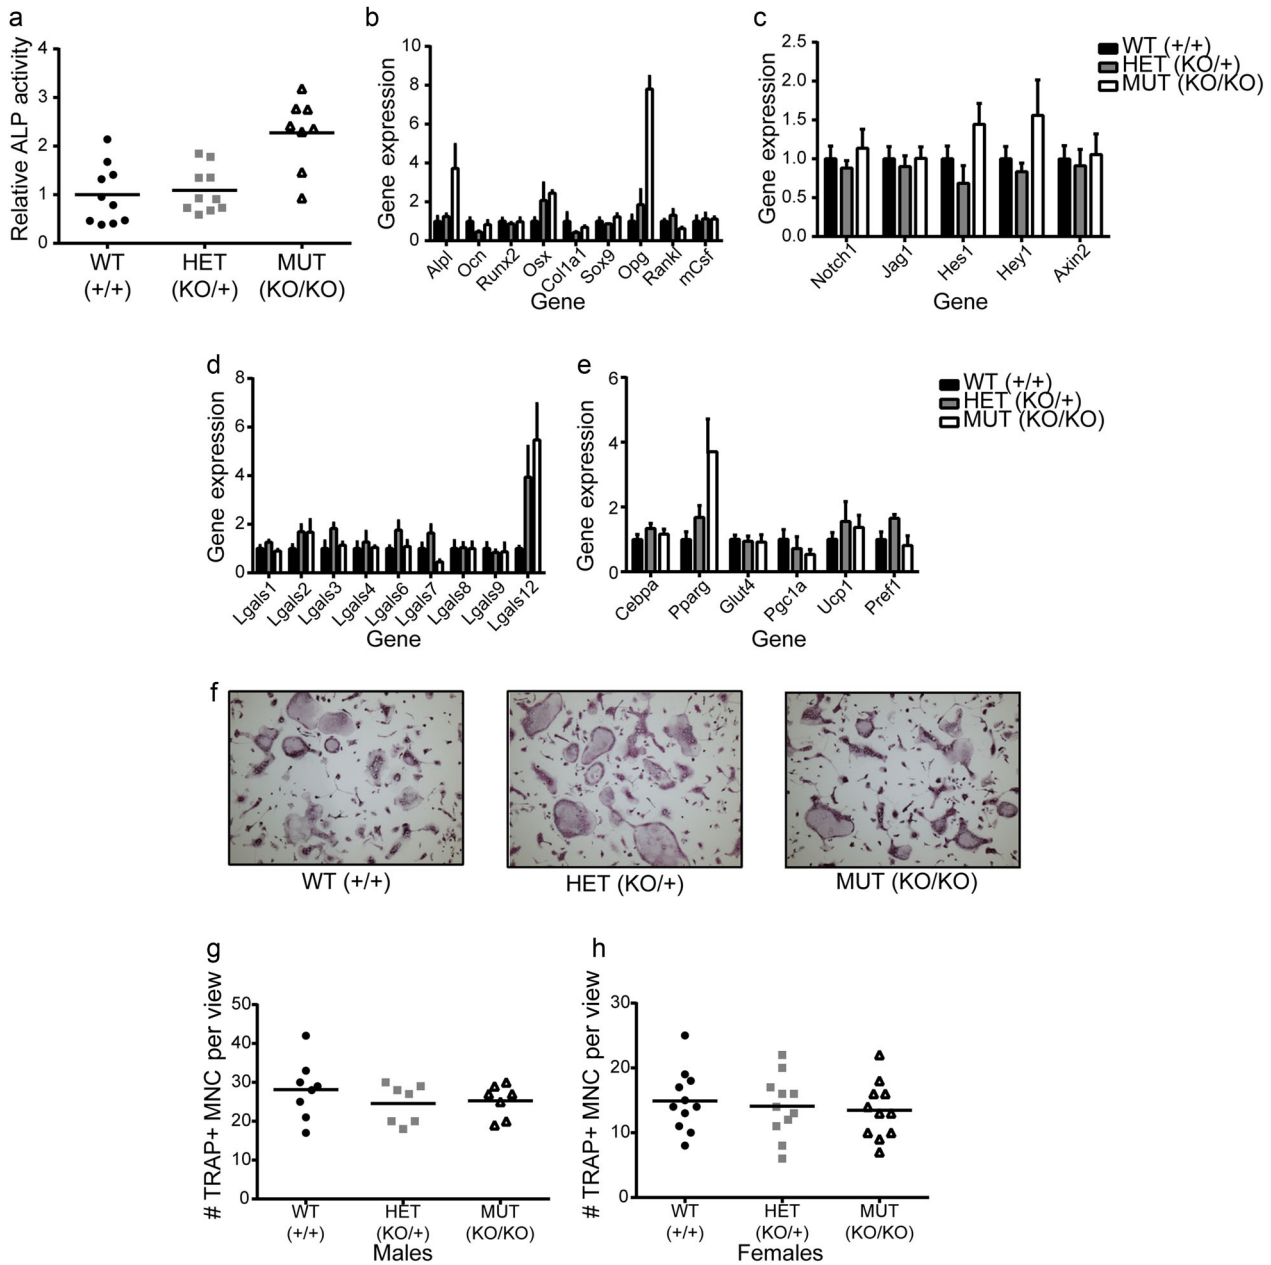 a
Relative ALP activity
4
3
2
1
0
WT
(+/+)
HET
(KO/+)
MUT
(KO/KO)
b
Gene expression
10
8
6
4
2
0
Alpl
Ocn
Runx2
Osx
Col1a1
Sox9
Opg
Rankl
mCsf
Gene
c
Gene expression
2.5
2.0
1.5
1.0
0.5
0.0
Notch1
Jag1
Hes1
Hey1
Axin2
Gene
WT (+/+)
HET (KO/+)
MUT (KO/KO)
d
Gene expression
8
6
4
2
0
Lgals1
Lgals2
Lgals3
Lgals4
Lgals6
Lgals7
Lgals8
Lgals9
Lgals12
Gene
e
Gene expression
6
4
2
0
Cebpa
Pparg
Glut4
Pgc1a
Ucp1
Pref1
Gene
WT (+/+)
HET (KO/+)
MUT (KO/KO)
f
WT (+/+)
HET (KO/+)
MUT (KO/KO)
g
# TRAP+ MNC per view
50
40
30
20
10
0
WT
(+/+)
HET
(KO/+)
MUT
(KO/KO)
Males
h
# TRAP+ MNC per view
30
20
10
0
WT
(+/+)
HET
(KO/+)
MUT
(KO/KO)
Females